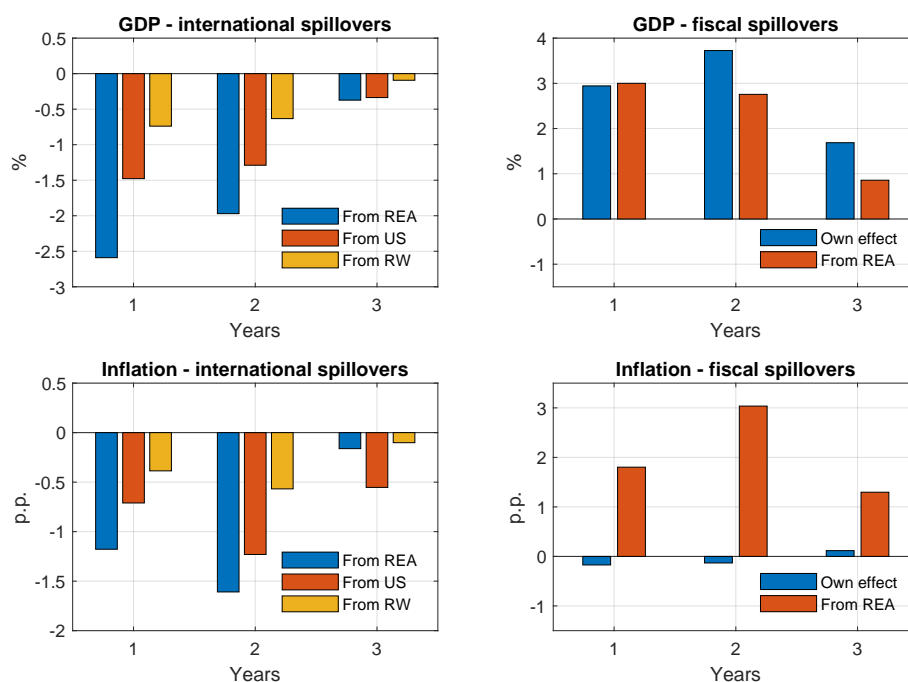 GDP - international spillovers
0.5
0
-0.5
-1
-1.5
-2
-2.5
-3
%
From REA
From US
From RW
1 2 3
Years
GDP - fiscal spillovers
4
3
2
1
0
-1
%
Own effect
From REA
1 2 3
Years
Inflation - international spillovers
0.5
0
-0.5
-1
-1.5
-2
p.p.
From REA
From US
From RW
1 2 3
Years
Inflation - fiscal spillovers
3
2
1
0
-1
p.p.
Own effect
From REA
1 2 3
Years